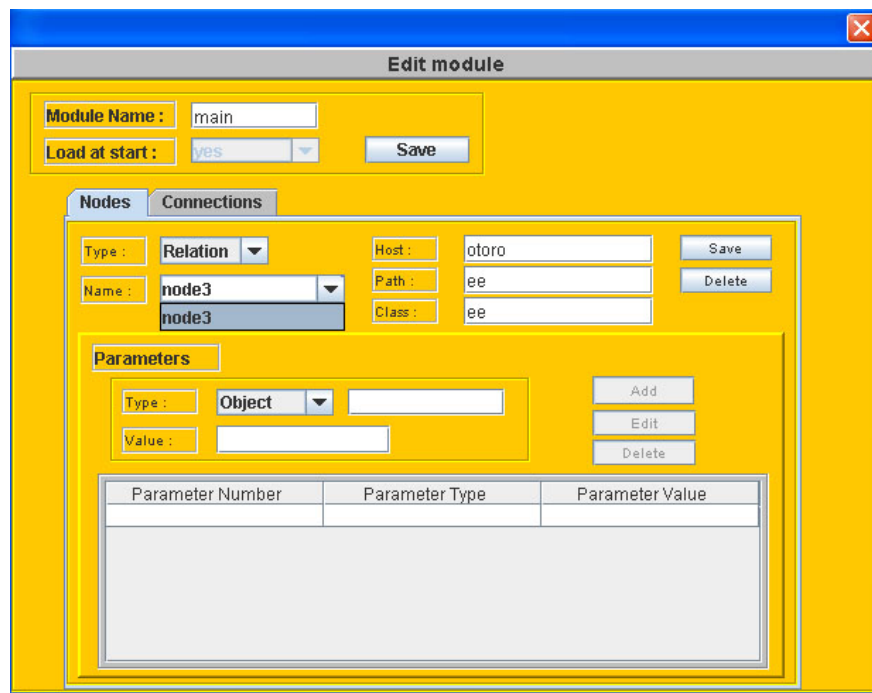 Edit module
Module Name : main
Load at start : yes Save
Nodes Connections
Type : Relation Host : otoro Save
Name : node3 Path : ee Delete
node3 Class : ee
Parameters
Type : Object Add
Edit
Value :
Delete
Parameter Number Parameter Type Parameter Value